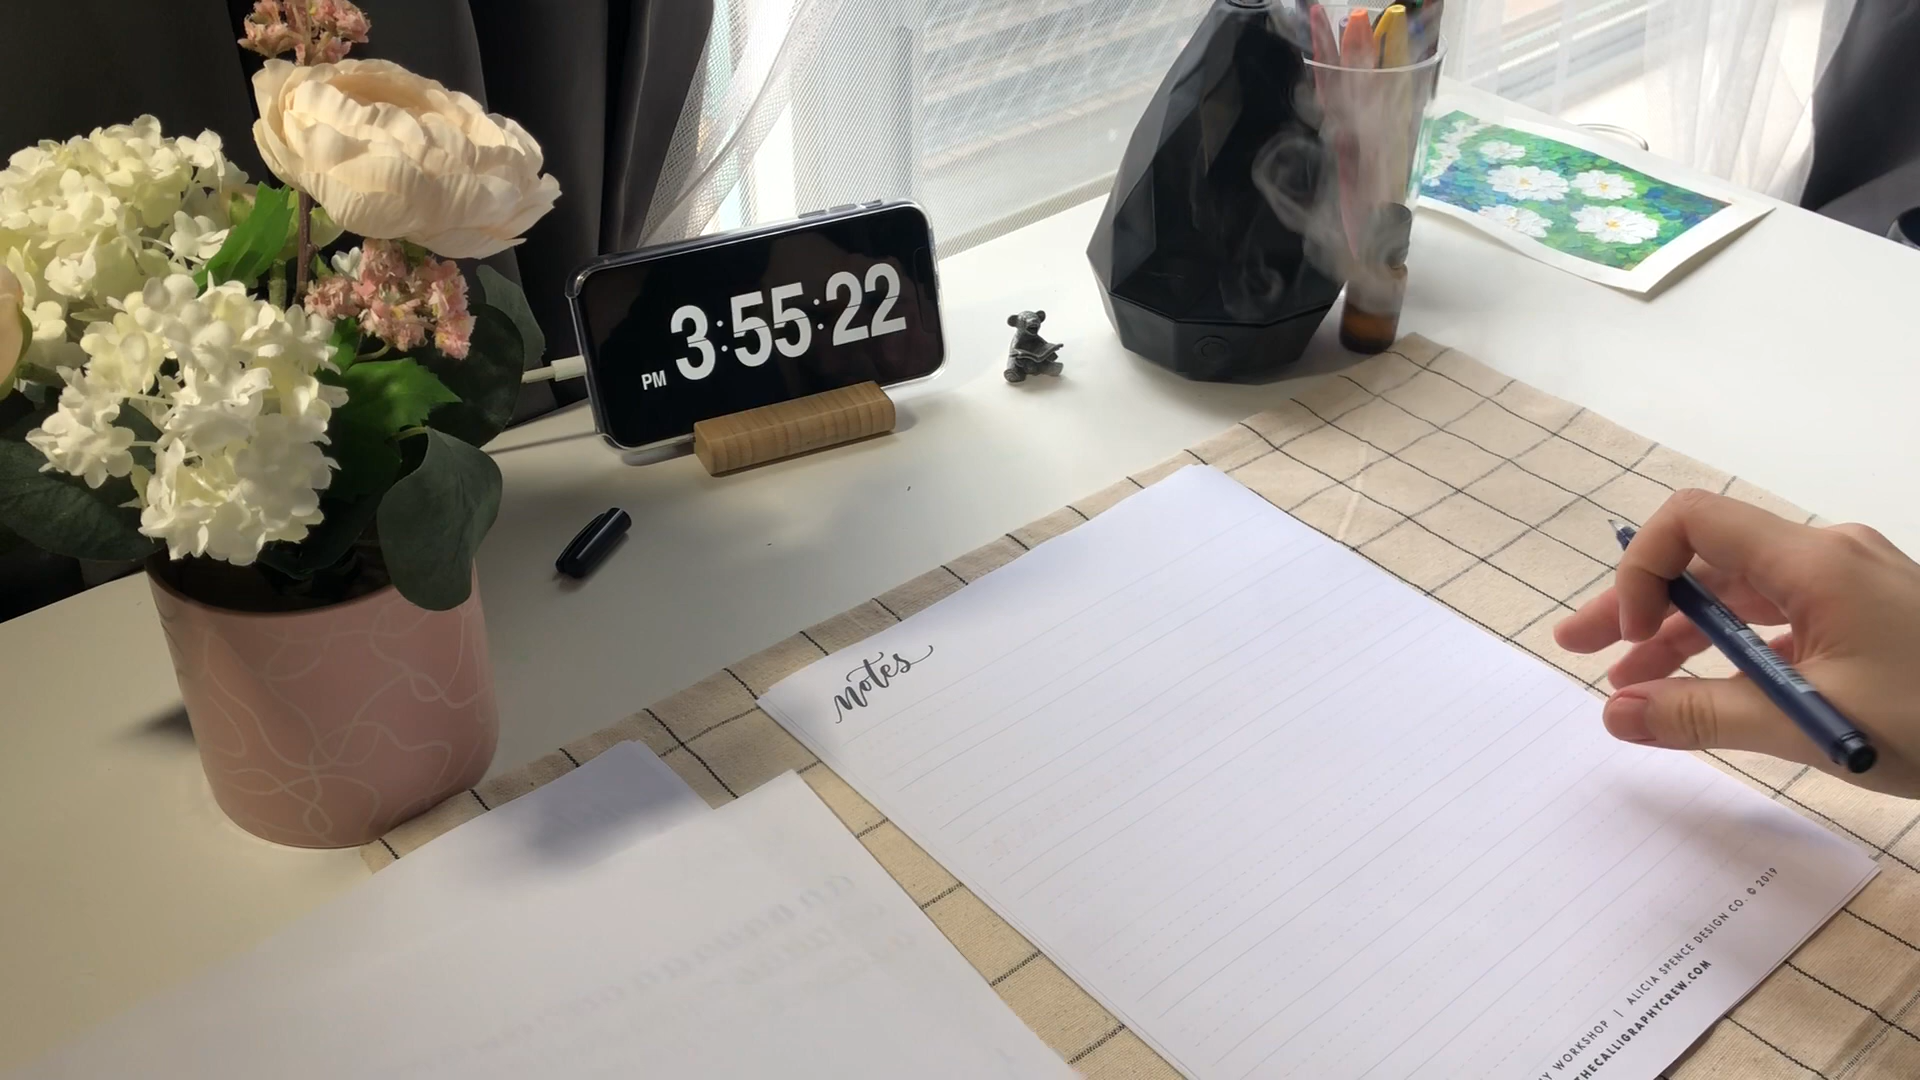 PM 3:55:22
notes
WORKSHOP | ALICIA SPENCE DESIGN CO. © 2019
THECALLIGRAPHYCREW.COM